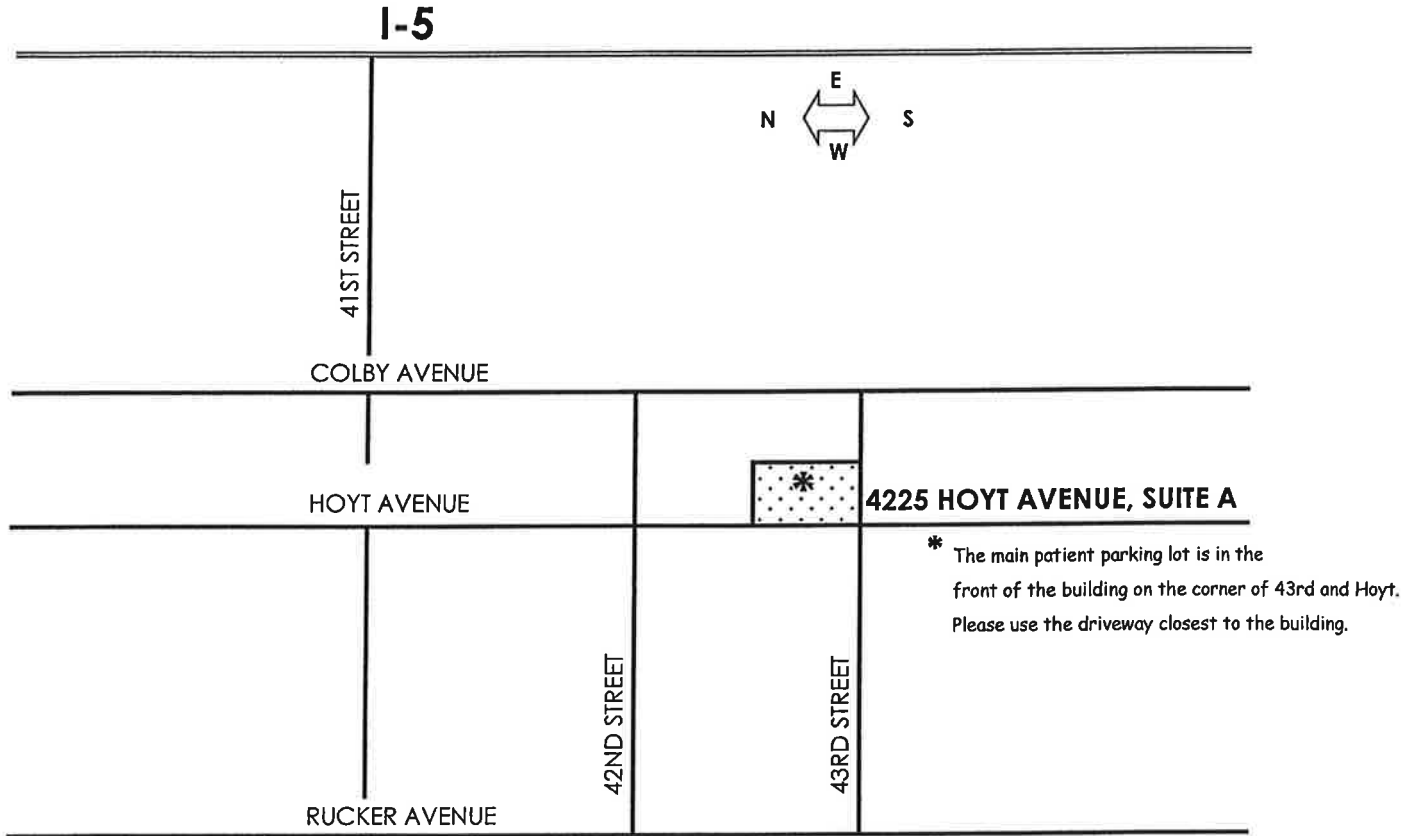 I-5
E
N
S
W
41ST STREET
COLBY AVENUE
HOYT AVENUE
4225 HOYT AVENUE, SUITE A
* The main patient parking lot is in the
front of the building on the corner of 43rd and Hoyt.
Please use the driveway closest to the building.
42ND STREET
43RD STREET
RUCKER AVENUE